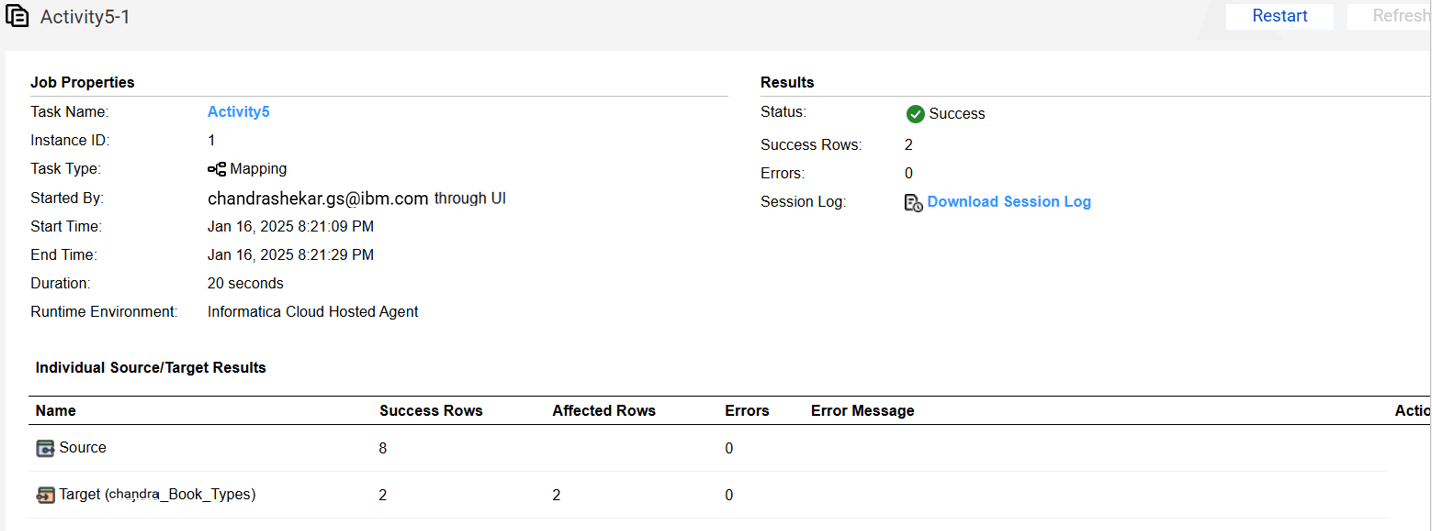 Activity5-1
Restart
Refresh
Job Properties
Task Name: Activity5
Instance ID: 1
Task Type: Mapping
Started By: chandrashekar.gs@ibm.com through UI
Start Time: Jan 16, 2025 8:21:09 PM
End Time: Jan 16, 2025 8:21:29 PM
Duration: 20 seconds
Runtime Environment: Informatica Cloud Hosted Agent
Results
Status: Success
Success Rows: 2
Errors: 0
Session Log: Download Session Log
Individual Source/Target Results
Name Success Rows Affected Rows Errors Error Message Actio
Source 8 0
Target (chandra_Book_Types) 2 2 0